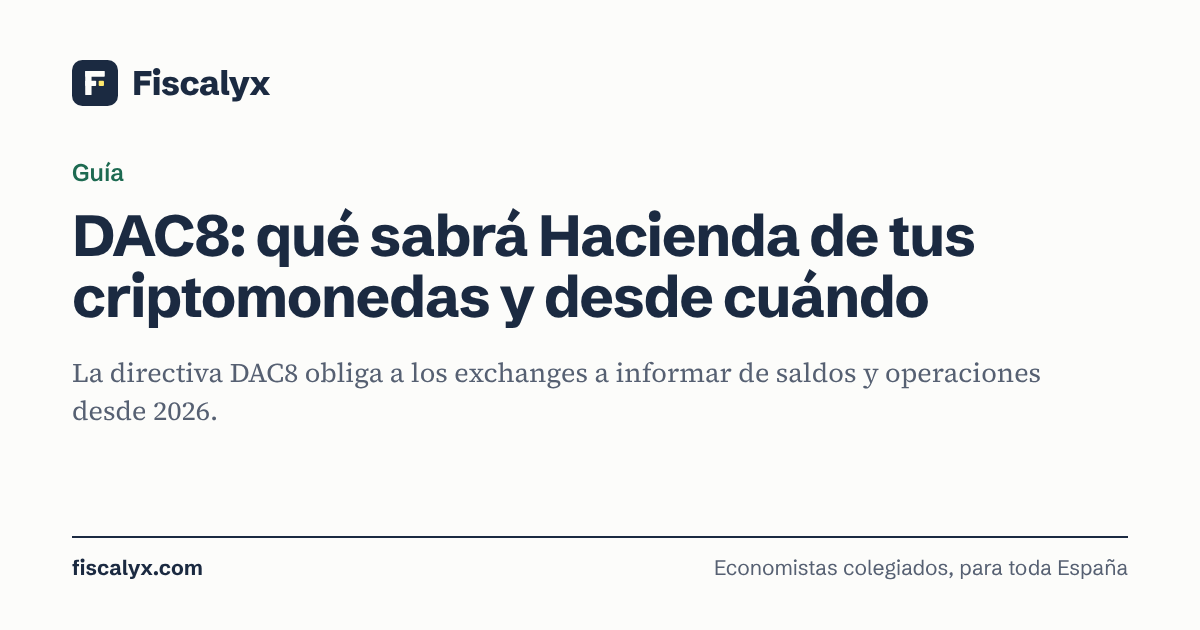 F
Fiscalyx
Guía
DAC8: qué sabrá Hacienda de tus
criptomonedas y desde cuándo
La directiva DAC8 obliga a los exchanges a informar de saldos y operaciones
desde 2026.
fiscalyx.com
Economistas colegiados, para toda España